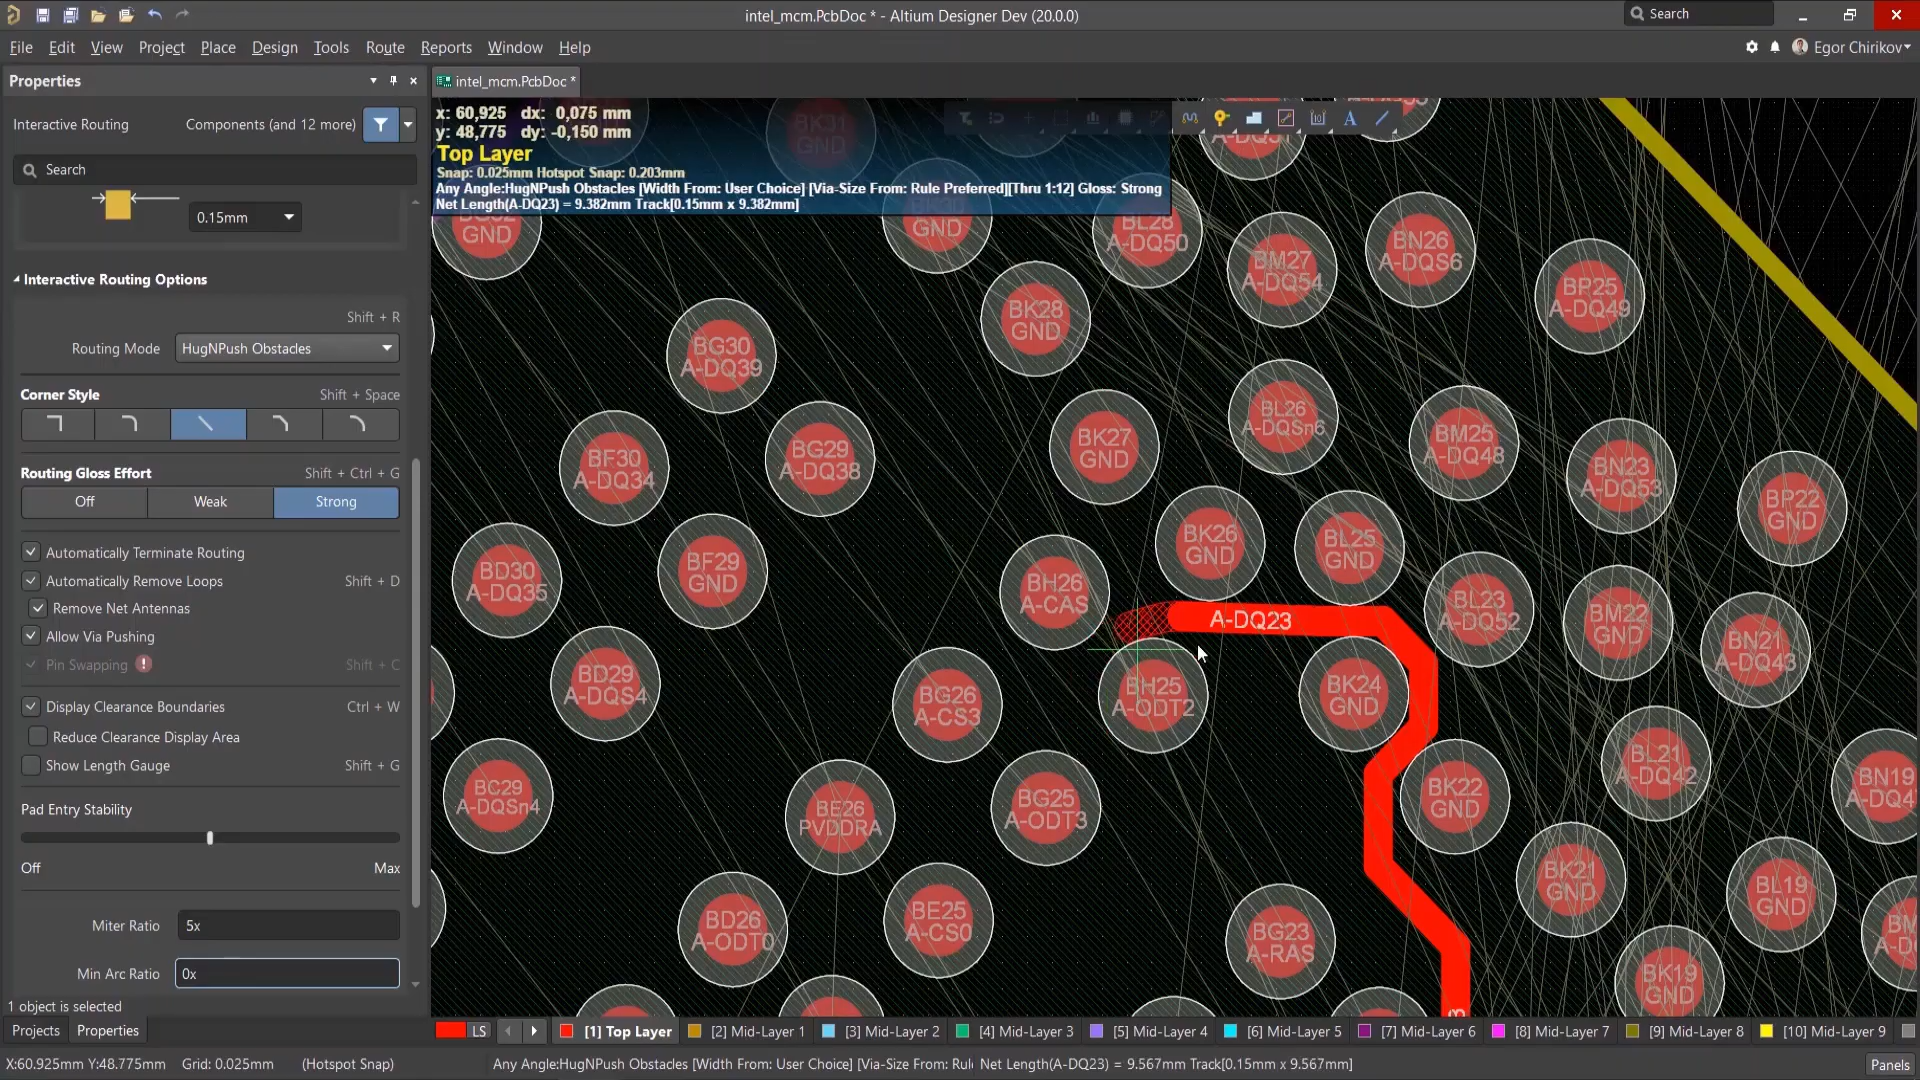 intel_mcm.PcbDoc * - Altium Designer Dev (20.0.0)
Search
File Edit View Project Place Design Tools Route Reports Window Help
Egor Chirikov
Properties
intel_mcm.PcbDoc *
Interactive Routing Components (and 12 more)
Search
0.15mm
Interactive Routing Options
Shift + R
Routing Mode HugNPush Obstacles
Corner Style Shift + Space
Routing Gloss Effort Shift + Ctrl + G
Off Weak Strong
Automatically Terminate Routing
Automatically Remove Loops Shift + D
Remove Net Antennas
Allow Via Pushing
Pin Swapping Shift + C
Display Clearance Boundaries Ctrl + W
Reduce Clearance Display Area
Show Length Gauge Shift + G
Pad Entry Stability
Off Max
Miter Ratio 5x
Min Arc Ratio 0x
1 object is selected
Projects Properties
x: 60,925 dx: 0,075 mm
y: 48,775 dy: -0,150 mm
Top Layer
Snap: 0.025mm Hotspot Snap: 0.203mm
Any Angle:HugNPush Obstacles [Width From: User Choice] [Via-Size From: Rule Preferred][Thru 1:12] Gloss: Strong
Net Length(A-DQ23) = 9.382mm Track[0.15mm x 9.382mm]
BK31
GND
GND
GND
BL28
A-DQ50
BM27
A-DQ54
BN26
A-DQS6
BP25
A-DQ49
BK28
GND
BG30
A-DQ39
BF30
A-DQ34
BG29
A-DQ38
BK27
GND
BL26
A-DQSn6
BM25
A-DQ48
BN23
A-DQ53
BP22
GND
BD30
A-DQ35
BF29
GND
BH26
A-CAS
BK26
GND
BL25
GND
A-DQ23
BL23
A-DQ52
BM22
GND
BN21
A-DQ43
BD29
A-DQS4
BG26
A-CS3
BH25
A-ODT2
BK24
GND
BC29
A-DQSn4
BE26
PVDDRA
BG25
A-ODT3
BK22
GND
BL21
A-DQ42
BN19
A-DQ4
BD26
A-ODT0
BE25
A-CS0
BG23
A-RAS
BK21
GND
BL19
GND
BK19
GND
LS [1] Top Layer [2] Mid-Layer 1 [3] Mid-Layer 2 [4] Mid-Layer 3 [5] Mid-Layer 4 [6] Mid-Layer 5 [7] Mid-Layer 6 [8] Mid-Layer 7 [9] Mid-Layer 8 [10] Mid-Layer 9
X:60.925mm Y:48.775mm Grid: 0.025mm (Hotspot Snap) Any Angle:HugNPush Obstacles [Width From: User Choice] [Via-Size From: Rul Net Length(A-DQ23) = 9.567mm Track[0.15mm x 9.567mm] Panels